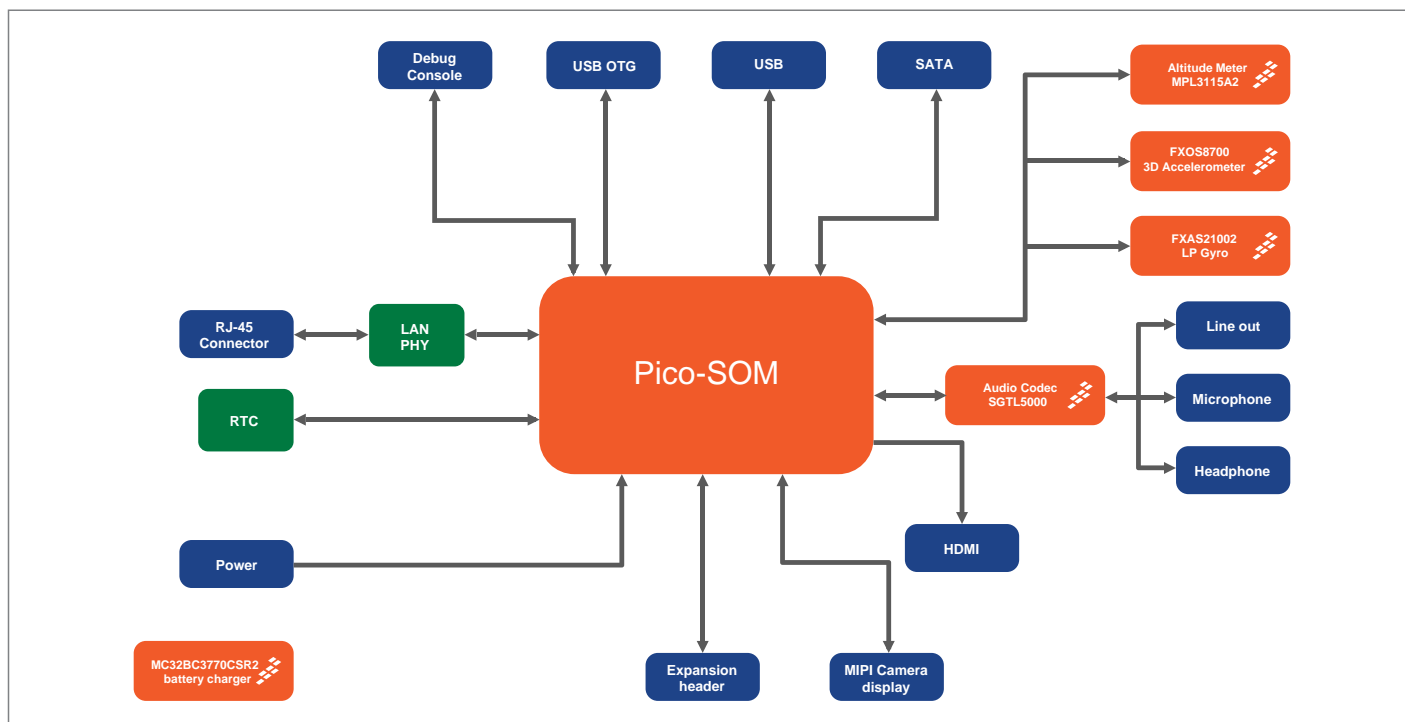 Debug
Console
USB OTG
USB
SATA
Altitude Meter
MPL3115A2
FXOS8700
3D Accelerometer
FXAS21002
LP Gyro
RJ-45
Connector
LAN
PHY
Line out
Pico-SOM
Audio Codec
SGTL5000
Microphone
RTC
Headphone
HDMI
Power
MC32BC3770CSR2
battery charger
Expansion
header
MIPI Camera
display